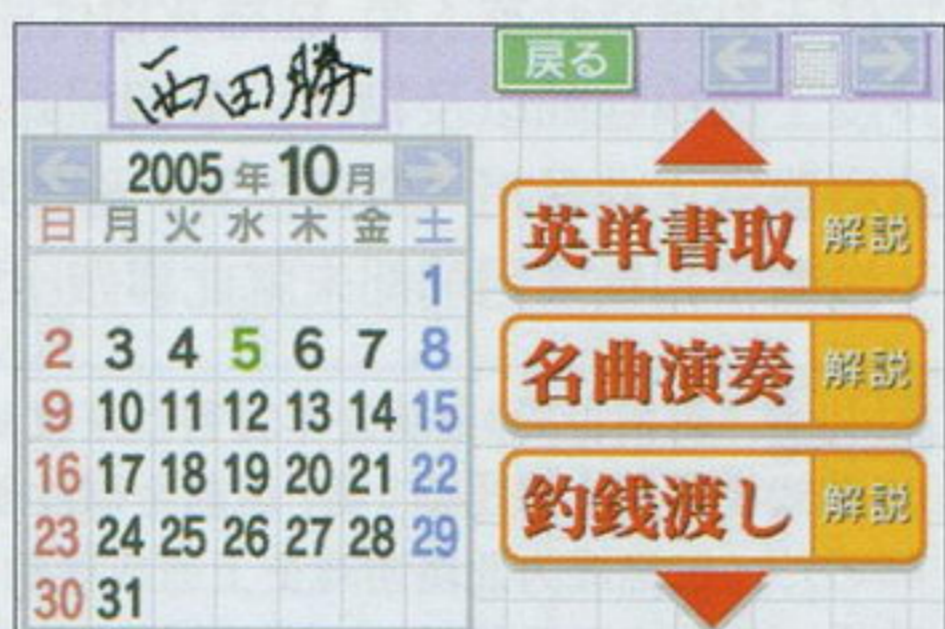 西田勝
戻る
2005年10月
日 月 火 水 木 金 土
1
2 3 4 5 6 7 8
9 10 11 12 13 14 15
16 17 18 19 20 21 22
23 24 25 26 27 28 29
30 31
英単書取 解説
名曲演奏 解説
釣銭渡し 解説